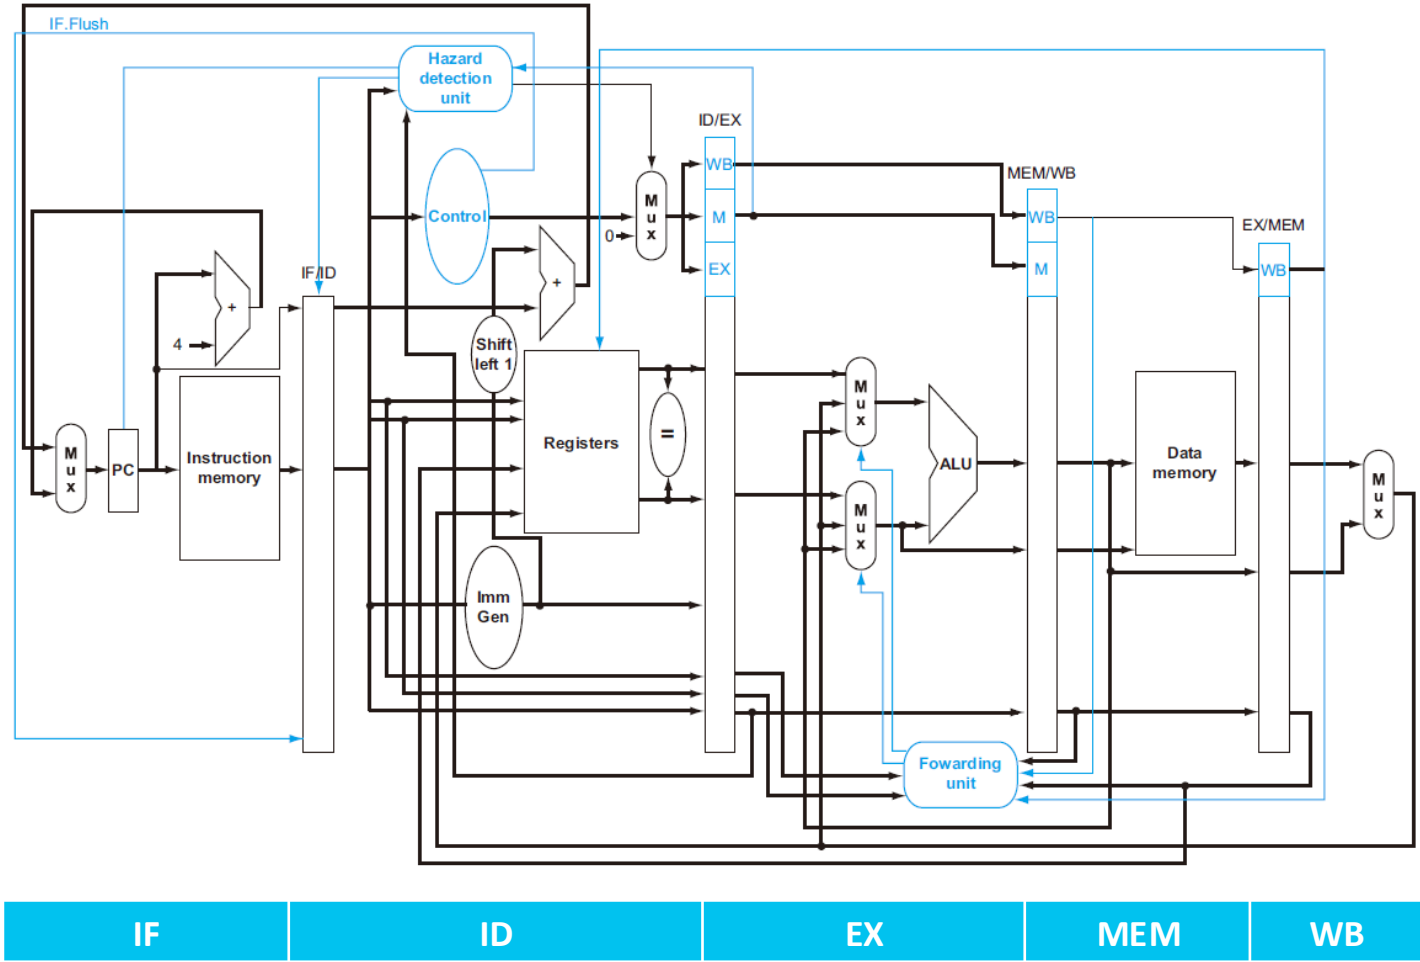 IF.Flush
Hazard
detection
unit
ID/EX
WB
M
EX
MEM/WB
WB
M
EX/MEM
WB
Control
M
u
x
0
+
IF/ID
+
4
Shift
left 1
M
u
x
PC
Instruction
memory
Registers
=
M
u
x
M
u
x
ALU
Data
memory
M
u
x
Imm
Gen
Fowarding
unit
IF
ID
EX
MEM
WB